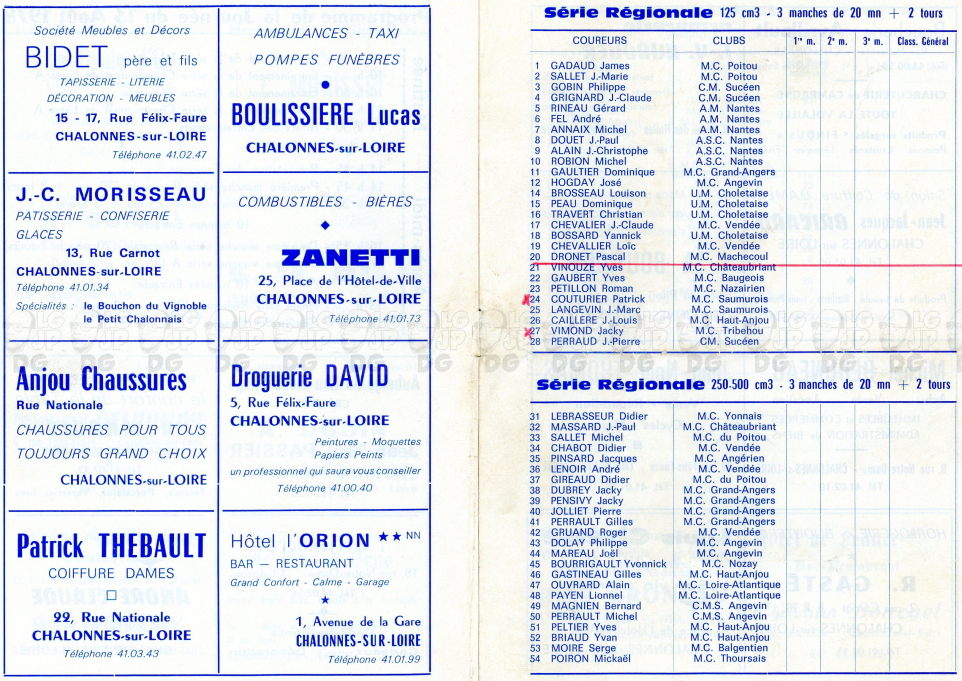 Société Meubles et Décors
BIDET père et fils
TAPISSERIE - LITERIE
DÉCORATION - MEUBLES
15 - 17, Rue Félix-Faure
CHALONNES-sur-LOIRE
Téléphone 41.02.47
AMBULANCES - TAXI
POMPES FUNÈBRES
BOULISSIERE Lucas
CHALONNES-sur-LOIRE
J.-C. MORISSEAU
PATISSERIE - CONFISERIE
GLACES
13, Rue Carnot
CHALONNES-sur-LOIRE
Téléphone 41.01.34
Spécialités : le Bouchon du Vignoble
le Petit Chalonnais
COMBUSTIBLES - BIÈRES
ZANETTI
25, Place de l'Hôtel-de-Ville
CHALONNES-sur-LOIRE
Téléphone 41.01.73
Anjou Chaussures
Rue Nationale
CHAUSSURES POUR TOUS
TOUJOURS GRAND CHOIX
CHALONNES-sur-LOIRE
Droguerie DAVID
5, Rue Félix-Faure
CHALONNES-sur-LOIRE
Peintures - Moquettes
Papiers Peints
un professionnel qui saura vous conseiller
Téléphone 41.00.40
Patrick THEBAULT
COIFFURE DAMES
22, Rue Nationale
CHALONNES-sur-LOIRE
Téléphone 41.03.43
Hôtel l'ORION ★★NN
BAR — RESTAURANT
Grand Confort - Calme - Garage
1, Avenue de la Gare
CHALONNES-SUR-LOIRE
Téléphone 41.01.99
Série Régionale 125 cm3 - 3 manches de 20 mn + 2 tours
COUREURS CLUBS 1re m. 2e m. 3e m. Class. Général
1 GADAUD James M.C. Poitou
2 SALLET J.-Marie M.C. Poitou
3 GOBIN Philippe C.M. Sucéen
4 GRIGNARD J.-Claude C.M. Sucéen
5 RINEAU Gérard A.M. Nantes
6 FEL André A.M. Nantes
7 ANNAIX Michel A.M. Nantes
8 DOUET J.-Paul A.S.C. Nantes
9 ALAIN J.-Christophe A.S.C. Nantes
10 ROBION Michel A.S.C. Nantes
11 GAULTIER Dominique M.C. Grand-Angers
12 HOGDAY José M.C. Angevin
14 BROSSEAU Louison U.M. Choletaise
15 PEAU Dominique U.M. Choletaise
16 TRAVERT Christian U.M. Choletaise
17 CHEVALIER J.-Claude M.C. Vendée
18 BOSSARD Yannick U.M. Choletaise
19 CHEVALLIER Loïc M.C. Vendée
20 DRONET Pascal M.C. Machecoul
21 VINOUZE Yves M.C. Châteaubriant
22 GAUBERT Yves M.C. Baugeois
23 PETILLON Roman M.C. Nazairien
24 COUTURIER Patrick M.C. Saumurois
25 LANGEVIN J.-Marc M.C. Saumurois
26 CAILLERE J.-Louis M.C. Haut-Anjou
27 VIMOND Jacky M.C. Tribehou
28 PERRAUD J.-Pierre CM. Sucéen
Série Régionale 250-500 cm3 - 3 manches de 20 mn + 2 tours
31 LEBRASSEUR Didier M.C. Yonnais
32 MASSARD J.-Paul M.C. Châteaubriant
33 SALLET Michel M.C. du Poitou
34 CHABOT Didier M.C. Vendée
35 PINSARD Jacques M.C. Angérien
36 LENOIR André M.C. Vendée
37 GIREAUD Didier M.C. du Poitou
38 DUBREY Jacky M.C. Grand-Angers
39 PENSIVY Jacky M.C. Grand-Angers
40 JOLLIET Pierre M.C. Grand-Angers
41 PERRAULT Gilles M.C. Grand-Angers
42 GRUAND Roger M.C. Vendée
43 DOLAY Philippe M.C. Angevin
44 MAREAU Joël M.C. Angevin
45 BOURRIGAULT Yvonnick M.C. Nozay
46 GASTINEAU Gilles M.C. Haut-Anjou
47 OUVRARD Alain M.C. Loire-Atlantique
48 PAYEN Lionnel M.C. Loire-Atlantique
49 MAGNIEN Bernard C.M.S. Angevin
50 PERRAULT Michel C.M.S. Angevin
51 PELTIER Yves M.C. Haut-Anjou
52 BRIAUD Yvan M.C. Haut-Anjou
53 MOIRE Serge M.C. Balgentien
54 POIRON Mickaël M.C. Thoursais